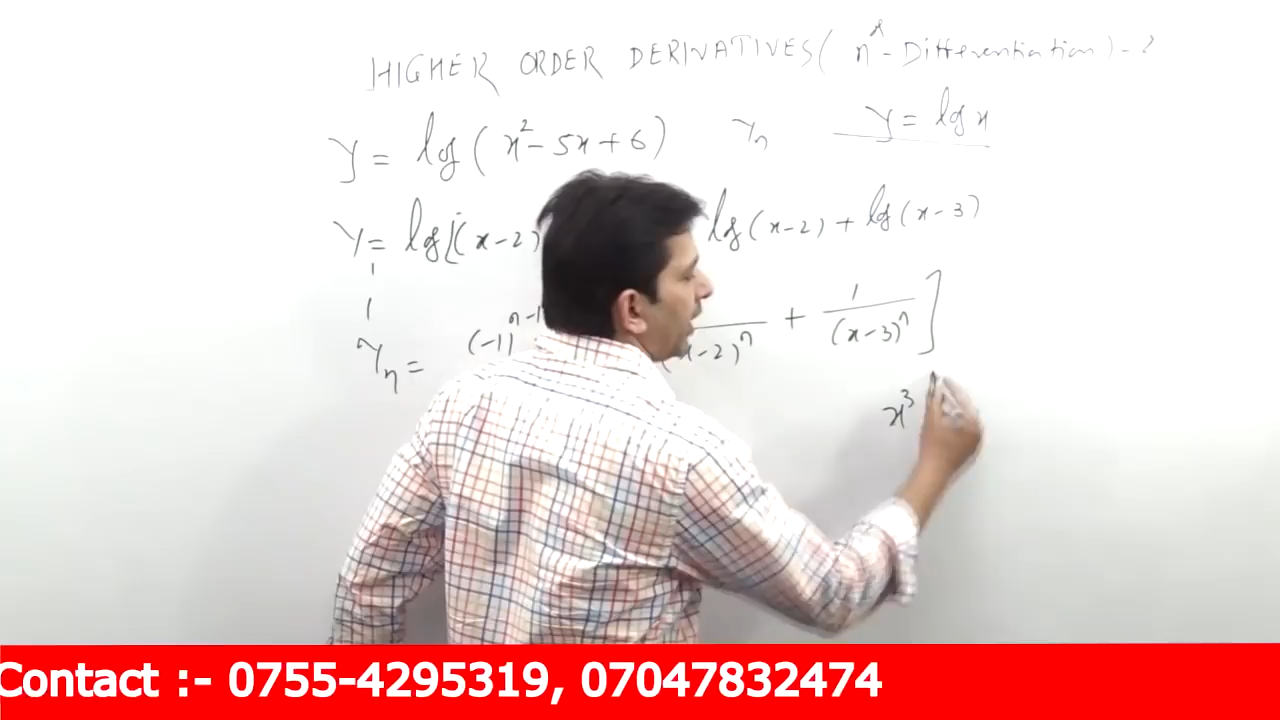 HIGHER ORDER DERIVATIVES ( n - Differentiation) - 2
y = log ( x² - 5x + 6 ) yₙ y = log x
y = log [(x-2) log (x-2) + log (x-3)
yₙ = (-1)ⁿ⁻¹ (x-2)ⁿ + 1/(x-3)ⁿ ]
x³
Contact :- 0755-4295319, 07047832474